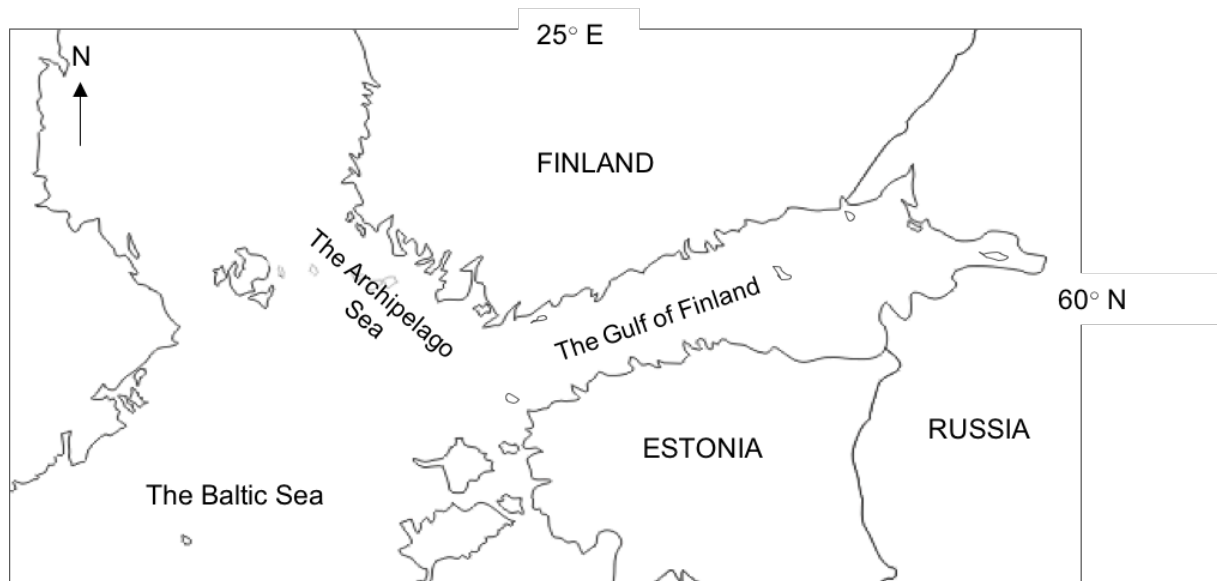 25° E
N
FINLAND
The Archipelago
Sea
The Gulf of Finland
60° N
RUSSIA
ESTONIA
The Baltic Sea